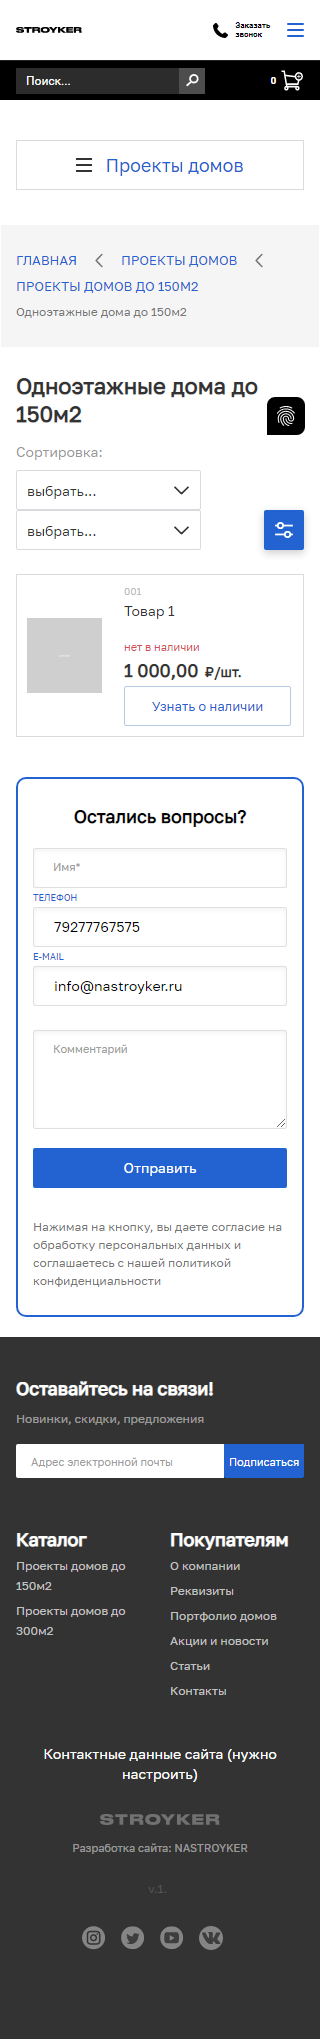 STROYKER
Заказать
звонок
Поиск...
0
Проекты домов
ГЛАВНАЯ
ПРОЕКТЫ ДОМОВ
ПРОЕКТЫ ДОМОВ ДО 150М2
Одноэтажные дома до 150м2
Одноэтажные дома до
150м2
Сортировка:
выбрать...
выбрать...
001
Товар 1
нет в наличии
1 000,00 ₽/шт.
Узнать о наличии
Остались вопросы?
Имя*
ТЕЛЕФОН
79277767575
E-MAIL
info@nastroyker.ru
Комментарий
Отправить
Нажимая на кнопку, вы даете согласие на
обработку персональных данных и
соглашаетесь с нашей политикой
конфиденциальности
Оставайтесь на связи!
Новинки, скидки, предложения
Адрес электронной почты
Подписаться
Каталог
Проекты домов до
150м2
Проекты домов до
300м2
Покупателям
О компании
Реквизиты
Портфолио домов
Акции и новости
Статьи
Контакты
Контактные данные сайта (нужно
настроить)
STROYKER
Разработка сайта: NASTROYKER
v.1.